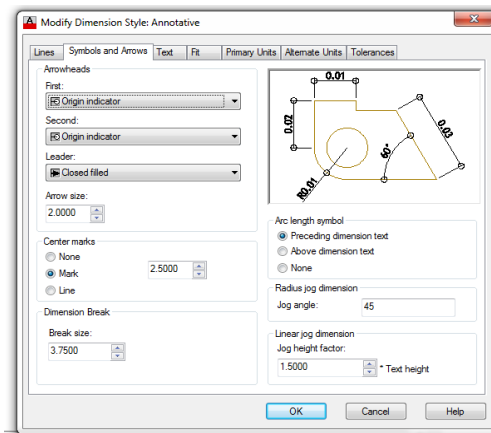 Modify Dimension Style: Annotative
Lines Symbols and Arrows Text Fit Primary Units Alternate Units Tolerances
Arrowheads
First:
Origin indicator
Second:
Origin indicator
Leader:
Closed filled
Arrow size:
2.0000
Center marks
None
Mark
2.5000
Line
Dimension Break
Break size:
3.7500
0.01
0.02
0.03
60°
R0.01
Arc length symbol
Preceding dimension text
Above dimension text
None
Radius jog dimension
Jog angle: 45
Linear jog dimension
Jog height factor:
1.5000 * Text height
OK Cancel Help